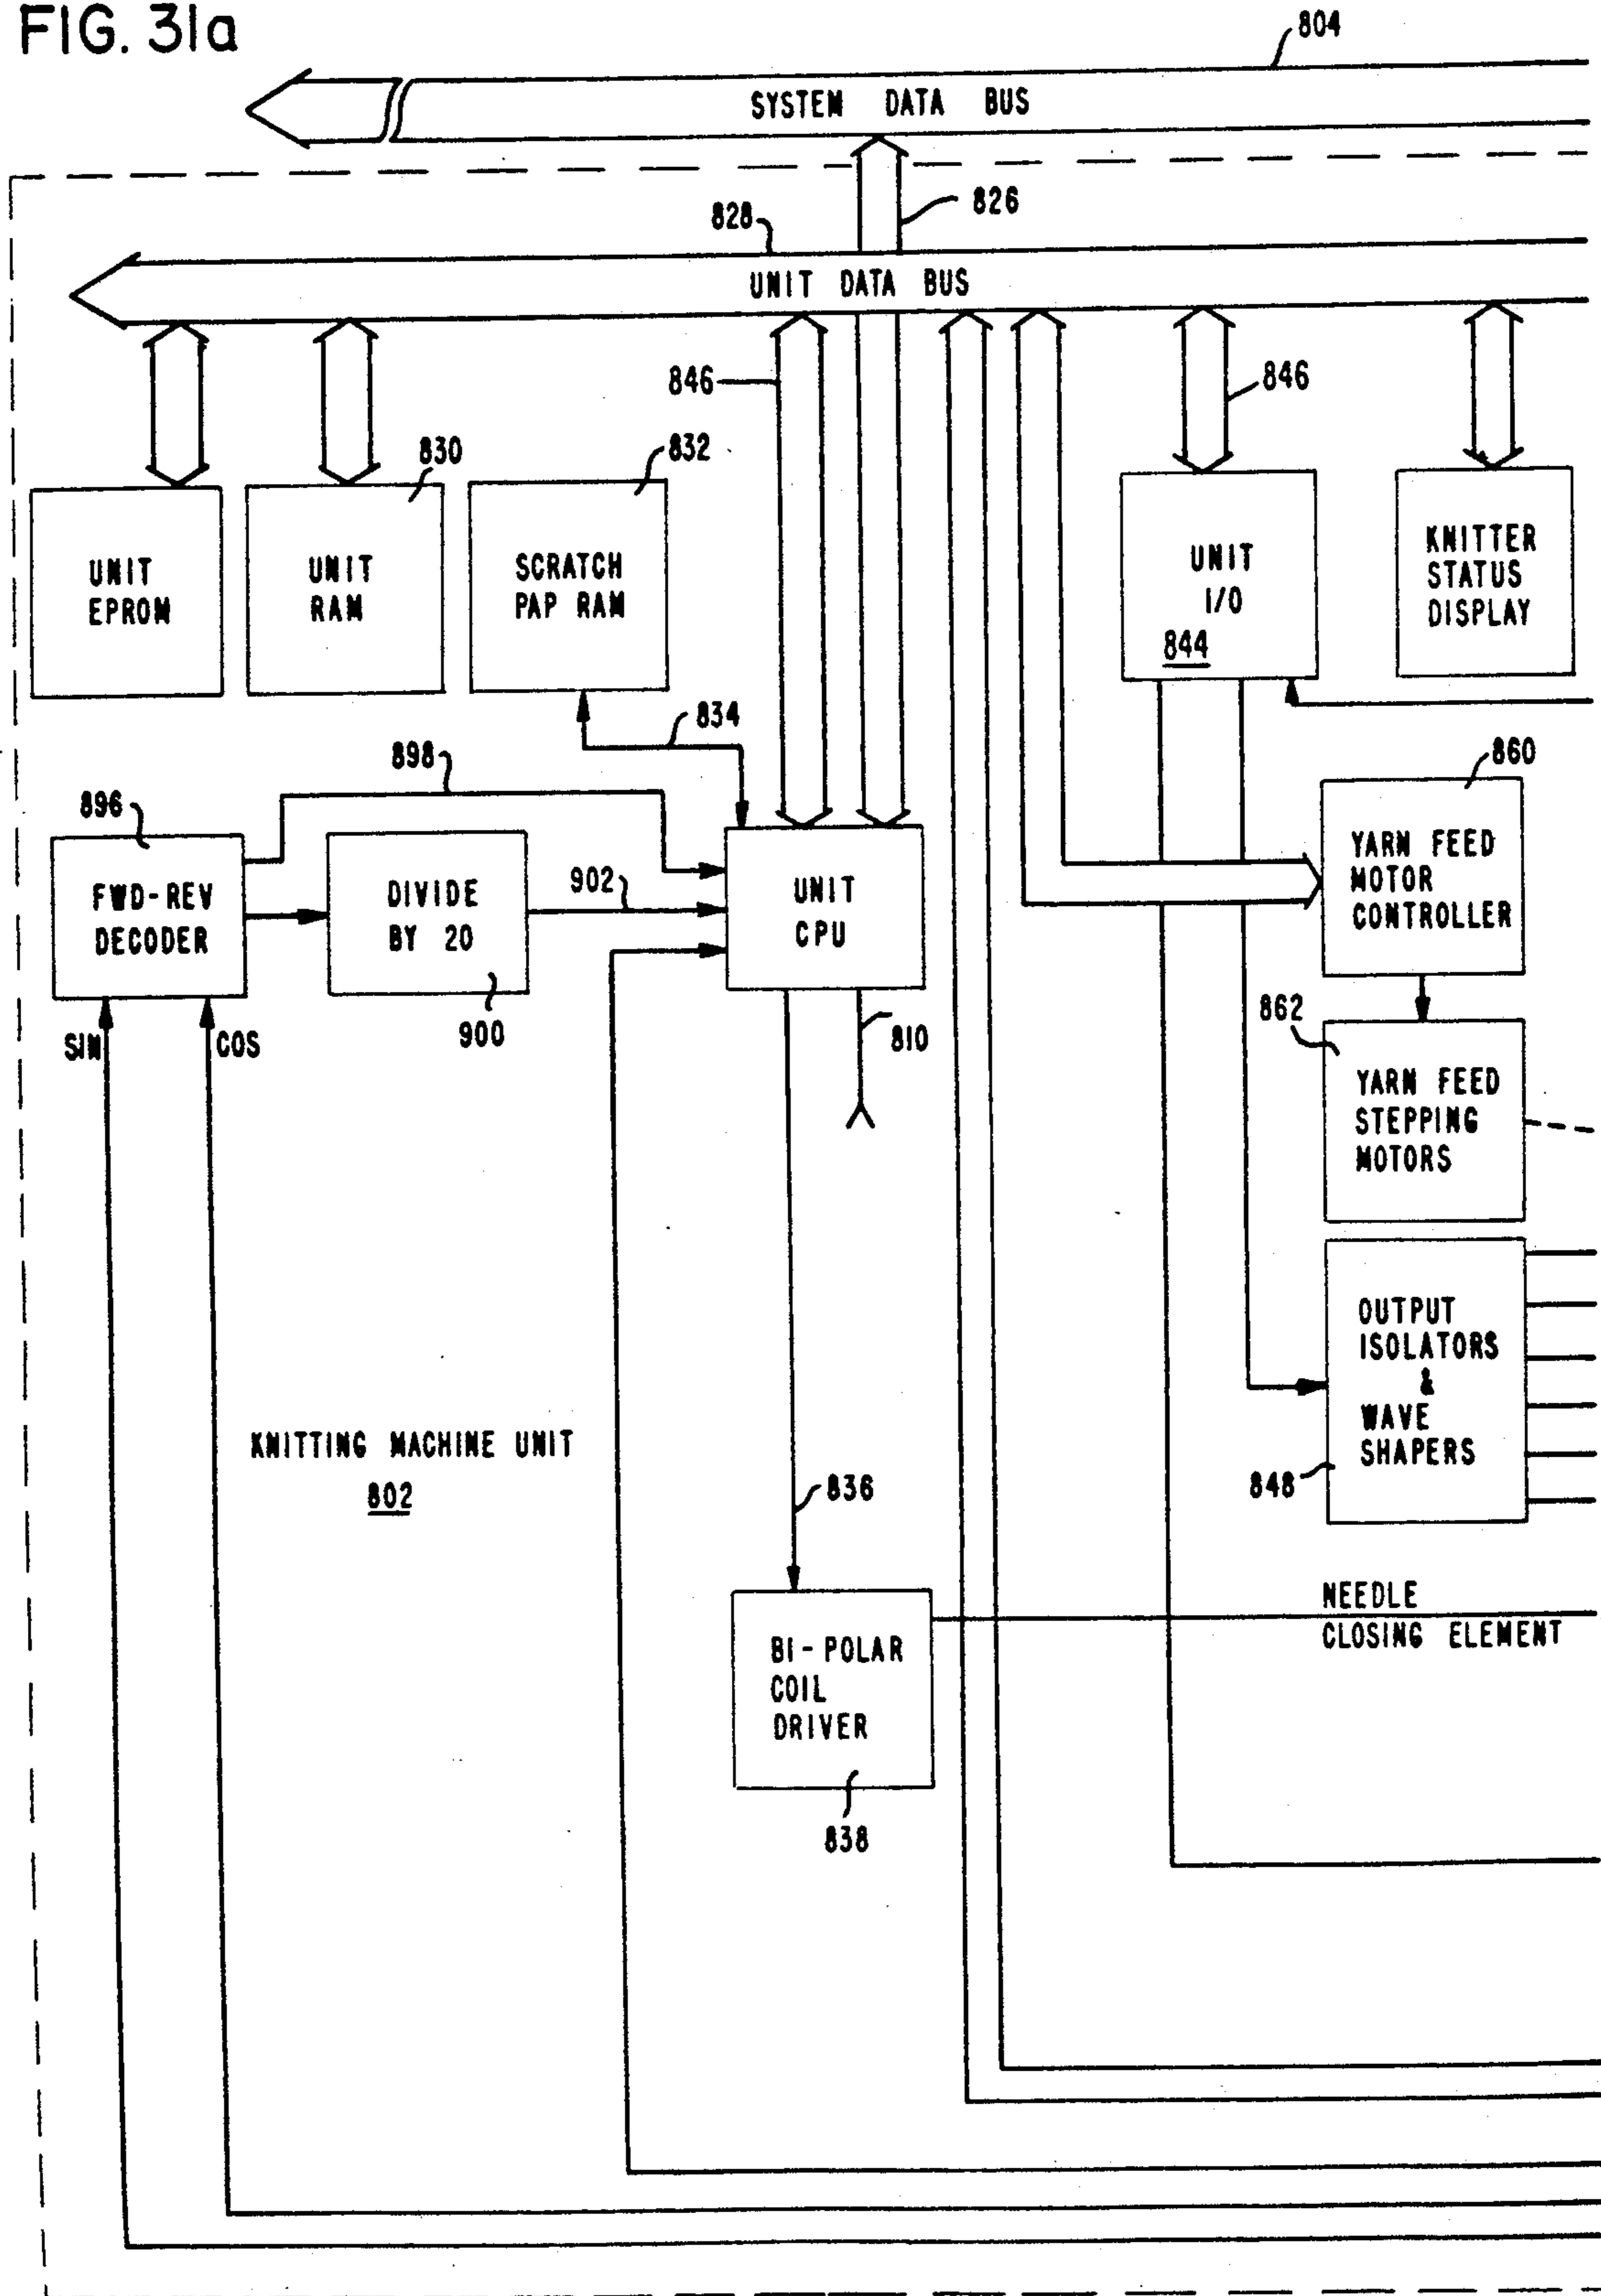 FIG. 31a
804
SYSTEM DATA BUS
826
828
UNIT DATA BUS
846
846
830
832
UNIT
EPROM
UNIT
RAM
SCRATCH
PAP RAM
UNIT
I/O
844
KNITTER
STATUS
DISPLAY
834
898
896
860
FWD-REV
DECODER
DIVIDE
BY 20
902
UNIT
CPU
YARN FEED
MOTOR
CONTROLLER
900
SIN
COS
810
862
YARN FEED
STEPPING
MOTORS
OUTPUT
ISOLATORS
&
WAVE
SHAPERS
848
KNITTING MACHINE UNIT
802
836
NEEDLE
CLOSING ELEMENT
BI-POLAR
COIL
DRIVER
838